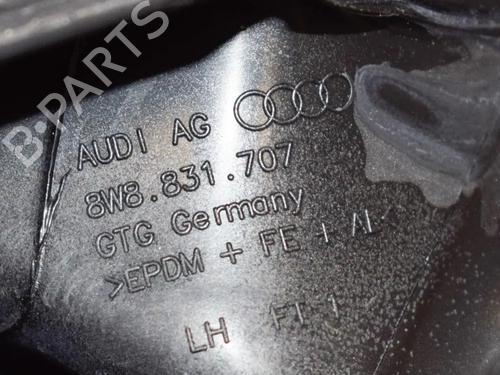 B-PARTS
AUDI AG
8W8.831.707
GTG Germany
>EPDM + FE + AL<
LH FT-1